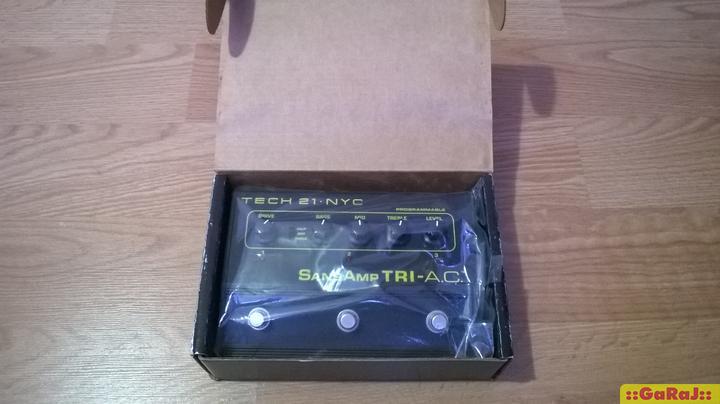 TECH 21·NYC
PROGRAMMABLE
DRIVE BASS MID TREBLE LEVEL
SANSAMP TRI-A.C.
::GaRaJ::